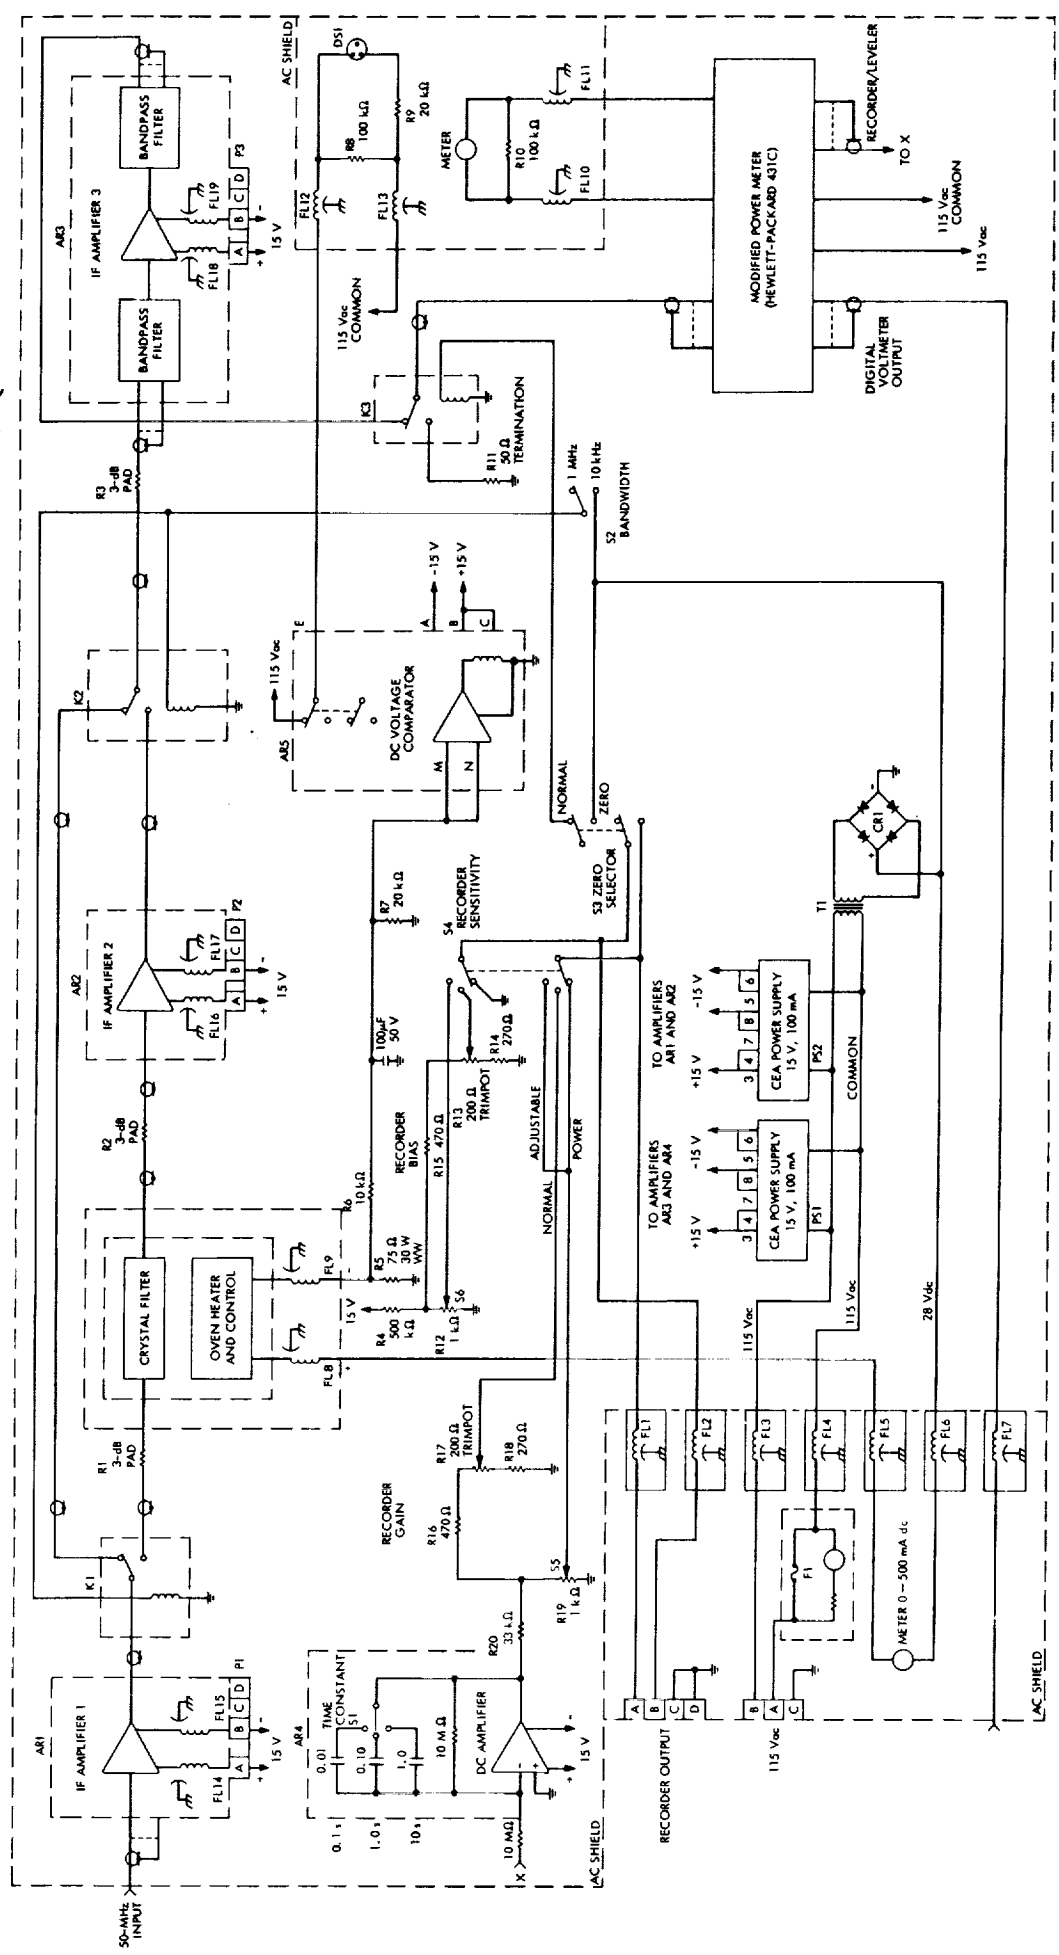 50-MHz
INPUT
AR1
IF AMPLIFIER 1
FL14
FL15
P1
A
B
C
D
+
-
15 V
K1
R1
3-dB
PAD
CRYSTAL FILTER
OVEN HEATER
AND CONTROL
FL8
FL9
+
-
R2
3-dB
PAD
AR2
IF AMPLIFIER 2
FL16
FL17
P2
A
B
C
D
+
-
15 V
K2
R3
3-dB
PAD
AR3
IF AMPLIFIER 3
BANDPASS
FILTER
BANDPASS
FILTER
FL18
FL19
P3
A
B
C
D
+
-
15 V
AC SHIELD
DS1
FL12
FL13
R8
100 kΩ
R9
20 kΩ
METER
R10
100 kΩ
FL10
FL11
115 Vac
COMMON
K3
R11
50 Ω
TERMINATION
S2
BANDWIDTH
1 MHz
10 kHz
MODIFIED POWER METER
(HEWLETT-PACKARD 431C)
RECORDER/LEVELER
TO X
115 Vac
COMMON
115 Vac
DIGITAL
VOLTMETER
OUTPUT
AR5
115 Vac
E
DC VOLTAGE
COMPARATOR
M
N
A
B
C
-15 V
+15 V
R4
500
kΩ
15 V
R5
75 Ω
30 W
WW
R6
10 kΩ
R7
20 kΩ
100μF
50 V
RECORDER
BIAS
R12
1 kΩ
S6
R15 470 Ω
R13
200 Ω
TRIMPOT
R14
270Ω
S4
RECORDER
SENSITIVITY
NORMAL
ADJUSTABLE
POWER
S3 ZERO
SELECTOR
NORMAL
ZERO
AR4
TIME
CONSTANT
S1
0.01
0.10
1.0
0.1 s
1.0 s
10 s
10 MΩ
DC AMPLIFIER
-
+
+
-
15 V
X
10 MΩ
AC SHIELD
RECORDER
GAIN
R20
33 kΩ
R16
470 Ω
R17
200 Ω
TRIMPOT
R18
270 Ω
S5
R19
1 kΩ
TO AMPLIFIERS
AR3 AND AR4
+15 V
-15 V
3
4
7
8
5
6
CEA POWER SUPPLY
15 V, 100 mA
PS1
TO AMPLIFIERS
AR1 AND AR2
+15 V
-15 V
3
4
7
8
5
6
CEA POWER SUPPLY
15 V, 100 mA
PS2
COMMON
T1
CR1
+
-
115 Vac
115 Vac
28 Vdc
RECORDER OUTPUT
A
B
C
D
115 Vac
B
A
C
F1
METER 0-500 mA dc
FL1
FL2
FL3
FL4
FL5
FL6
FL7
AC SHIELD